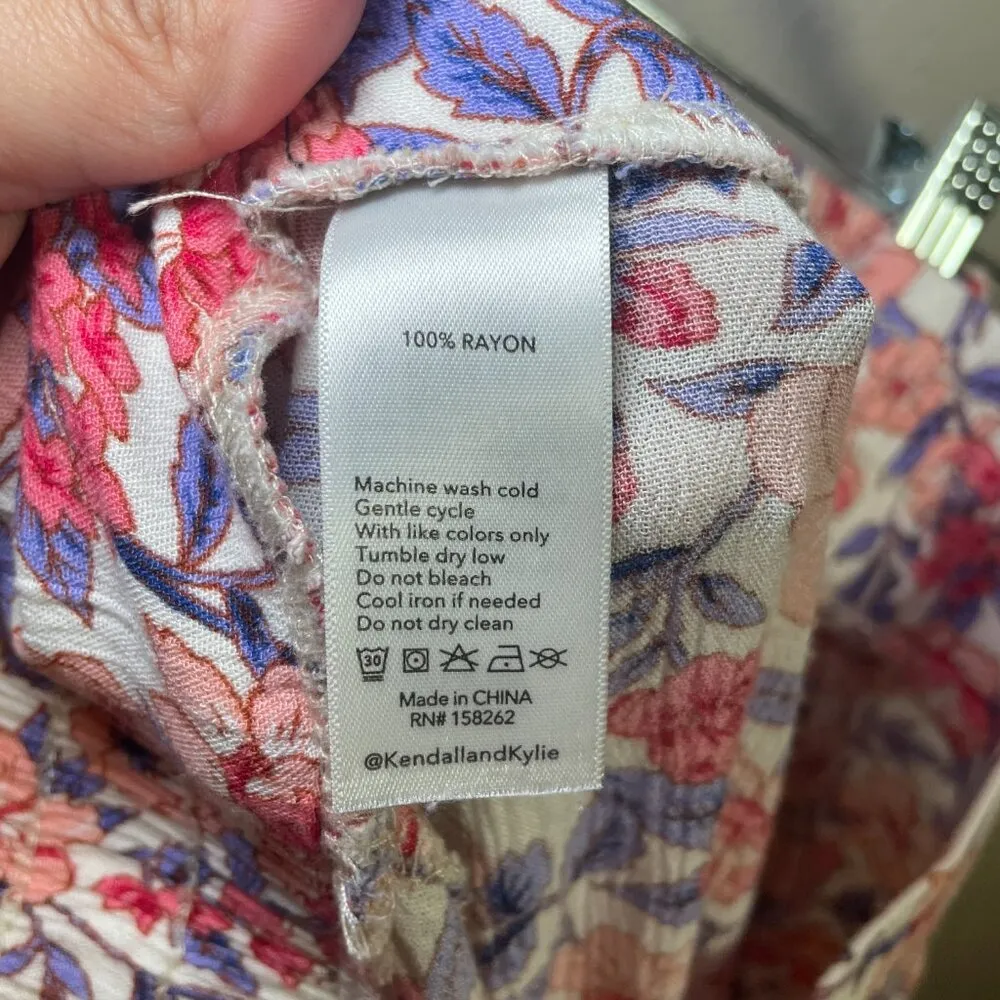 100% RAYON
Machine wash cold
Gentle cycle
With like colors only
Tumble dry low
Do not bleach
Cool iron if needed
Do not dry clean
30
Made in CHINA
RN# 158262
@KendallandKylie